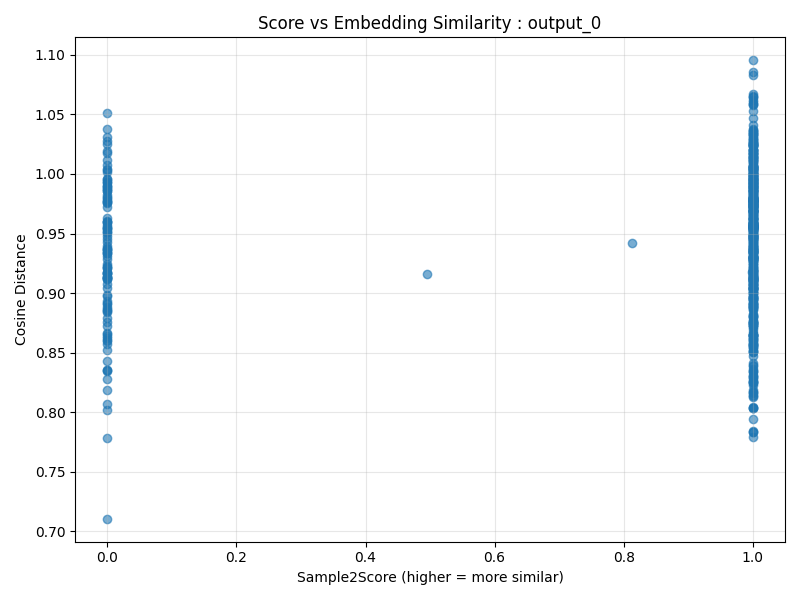 Score vs Embedding Similarity : output_0
1.10
1.05
1.00
0.95
0.90
0.85
0.80
0.75
0.70
Cosine Distance
0.0 0.2 0.4 0.6 0.8 1.0
Sample2Score (higher = more similar)